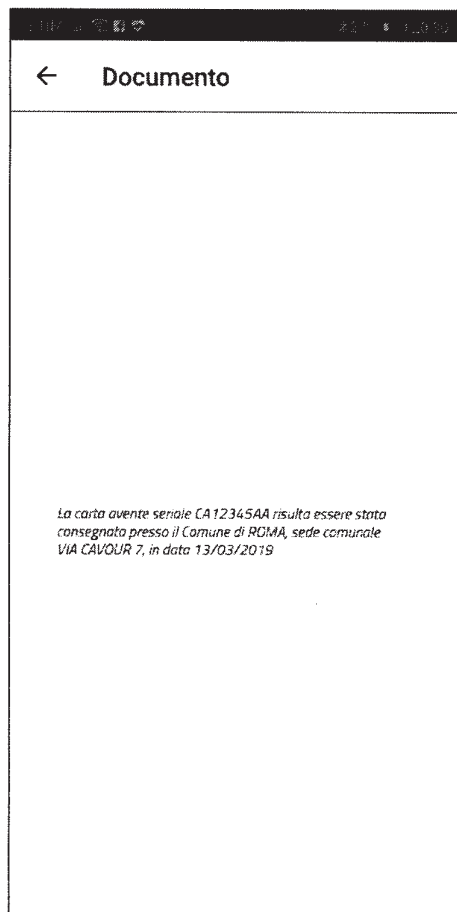 Documento
La carta avente seriale CA12345AA risulta essere stata
consegnata presso il Comune di ROMA, sede comunale
VIA CAVOUR 7, in data 13/03/2019